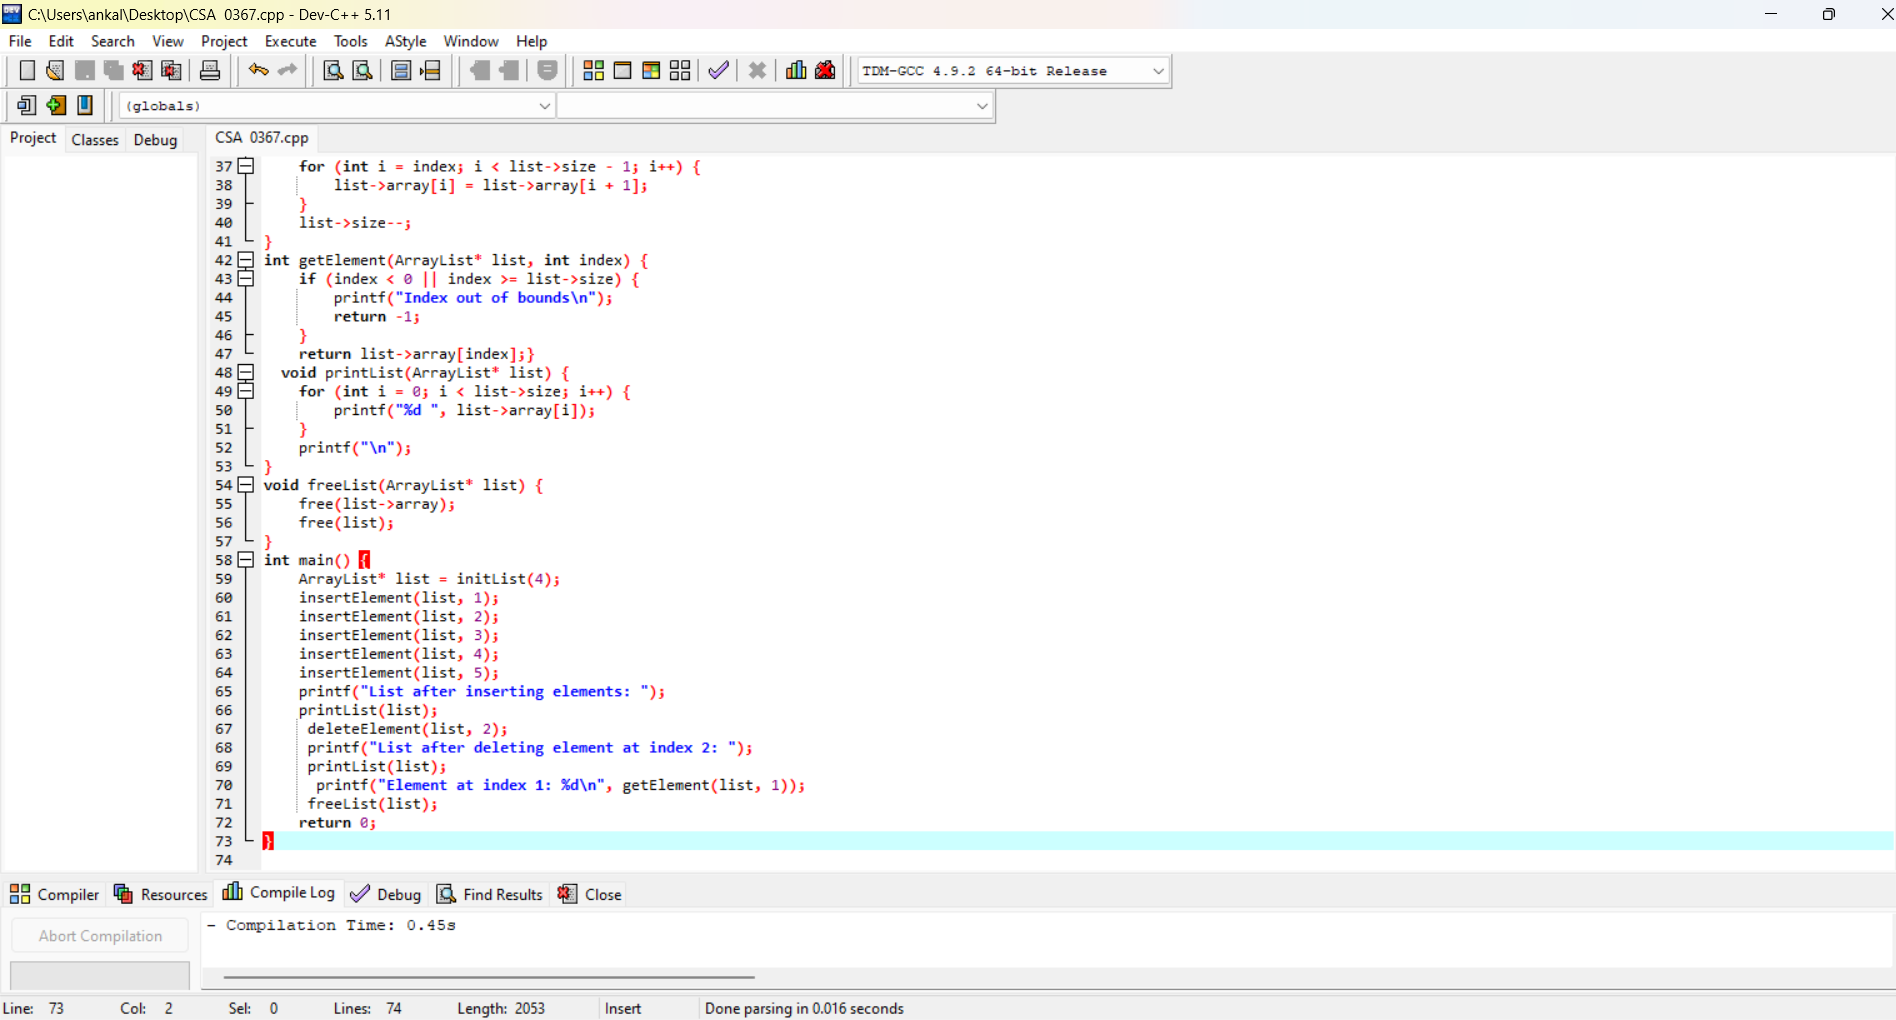 C:\Users\ankal\Desktop\CSA  0367.cpp - Dev-C++ 5.11
File Edit Search View Project Execute Tools AStyle Window Help
TDM-GCC 4.9.2 64-bit Release
(globals)
Project Classes Debug CSA  0367.cpp
37     for (int i = index; i < list->size - 1; i++) {
38         list->array[i] = list->array[i + 1];
39     }
40     list->size--;
41 }
42 int getElement(ArrayList* list, int index) {
43     if (index < 0 || index >= list->size) {
44         printf("Index out of bounds\n");
45         return -1;
46     }
47     return list->array[index];}
48   void printList(ArrayList* list) {
49     for (int i = 0; i < list->size; i++) {
50         printf("%d ", list->array[i]);
51     }
52     printf("\n");
53 }
54 void freeList(ArrayList* list) {
55     free(list->array);
56     free(list);
57 }
58 int main() {
59     ArrayList* list = initList(4);
60     insertElement(list, 1);
61     insertElement(list, 2);
62     insertElement(list, 3);
63     insertElement(list, 4);
64     insertElement(list, 5);
65     printf("List after inserting elements: ");
66     printList(list);
67      deleteElement(list, 2);
68      printf("List after deleting element at index 2: ");
69      printList(list);
70       printf("Element at index 1: %d\n", getElement(list, 1));
71      freeList(list);
72     return 0;
73 }
74
Compiler Resources Compile Log Debug Find Results Close
Abort Compilation
- Compilation Time: 0.45s
Line: 73 Col: 2 Sel: 0 Lines: 74 Length: 2053 Insert Done parsing in 0.016 seconds